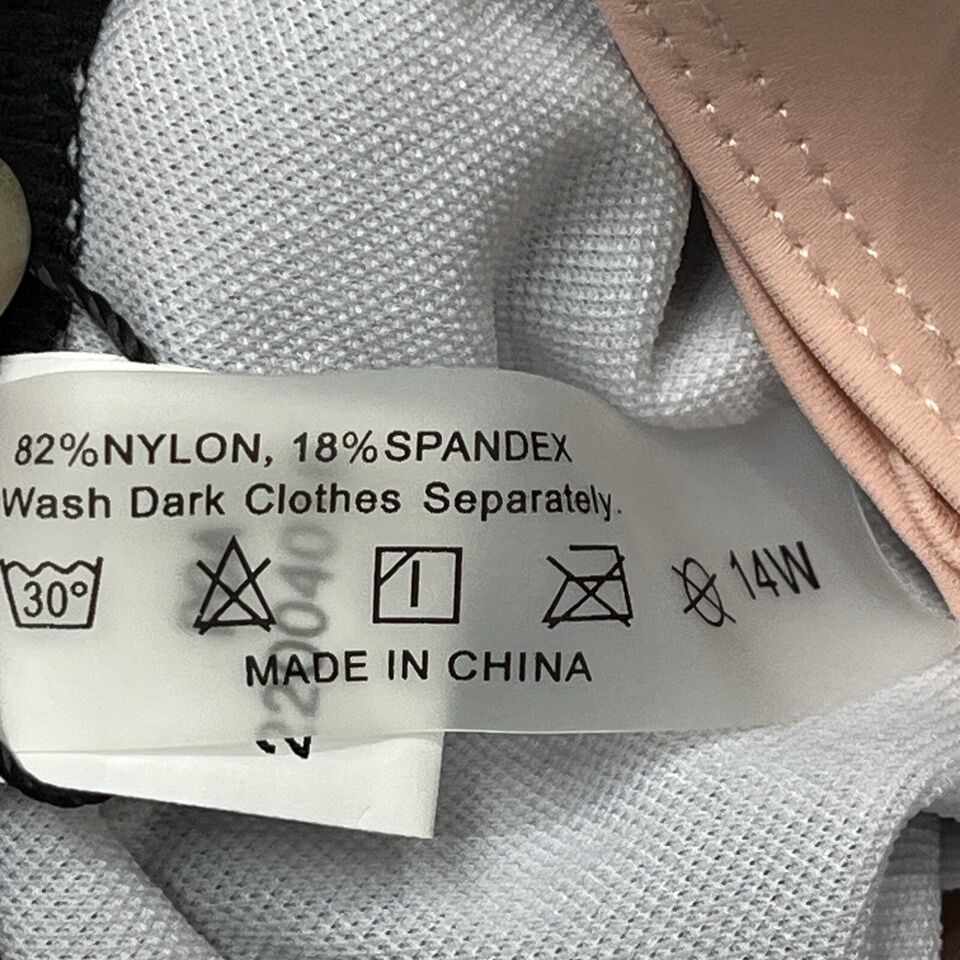 82%NYLON, 18%SPANDEX
Wash Dark Clothes Separately.
30°
14W
MADE IN CHINA